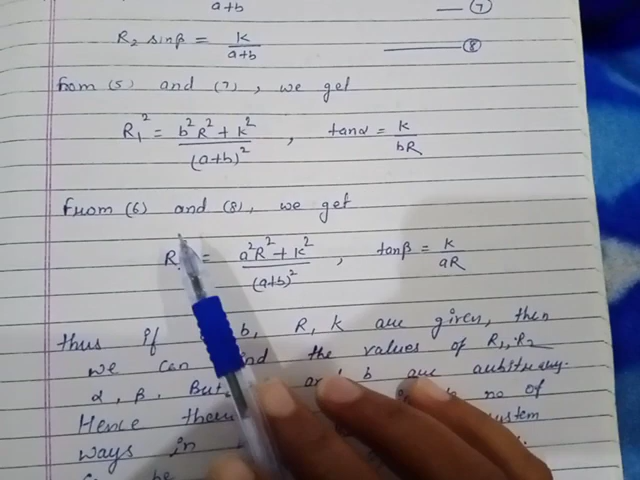 a+b —⑦
R₂ sinβ = k/(a+b) —⑧
from (5) and (7), we get
R₁² = (b²R²+k²)/(a+b)², tanα = k/bR
from (6) and (8), we get
R = (a²R²+k²)/(a+b)², tanβ = k/aR
thus if b, R, k are given, then
we can the values of R₁, R₂
α, β. But b are arbitrary.
Hence no of
ways in system